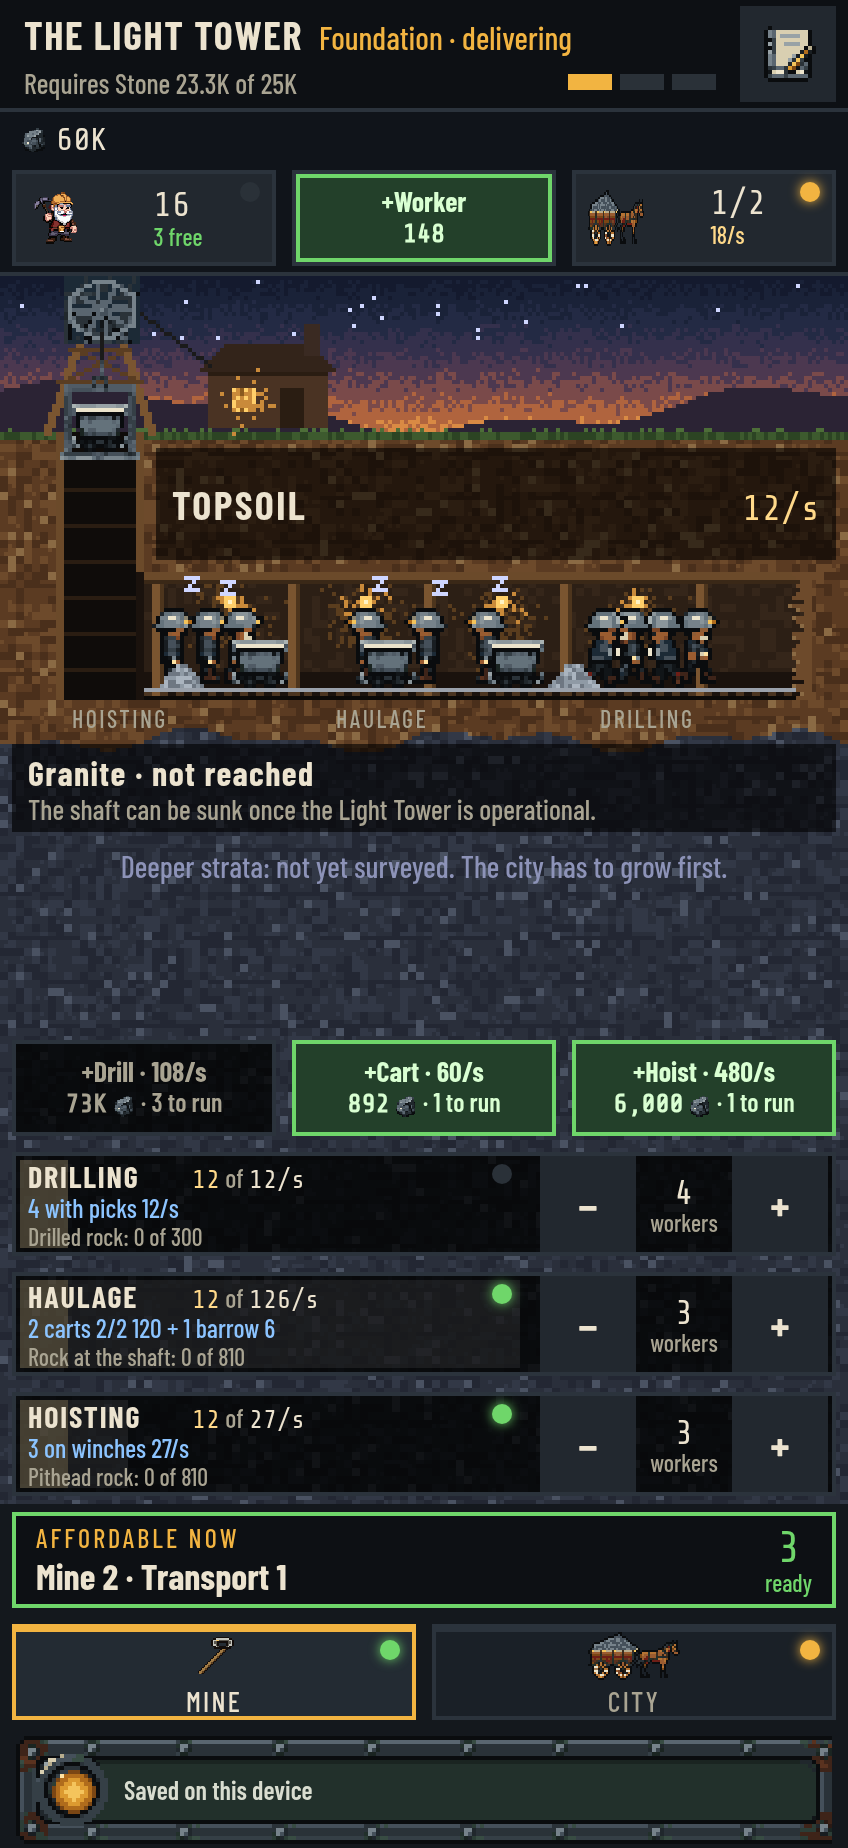 THE LIGHT TOWER Foundation · delivering
Requires Stone 23.3K of 25K
60K
16
3 free
+Worker
148
1/2
18/s
TOPSOIL 12/s
z z z z z
HOISTING HAULAGE DRILLING
Granite · not reached
The shaft can be sunk once the Light Tower is operational.
Deeper strata: not yet surveyed. The city has to grow first.
+Drill · 108/s
73K · 3 to run
+Cart · 60/s
892 · 1 to run
+Hoist · 480/s
6,000 · 1 to run
DRILLING 12 of 12/s
4 with picks 12/s
Drilled rock: 0 of 300
− 4 workers +
HAULAGE 12 of 126/s
2 carts 2/2 120 + 1 barrow 6
Rock at the shaft: 0 of 810
− 3 workers +
HOISTING 12 of 27/s
3 on winches 27/s
Pithead rock: 0 of 810
− 3 workers +
AFFORDABLE NOW
Mine 2 · Transport 1
3
ready
MINE
CITY
Saved on this device